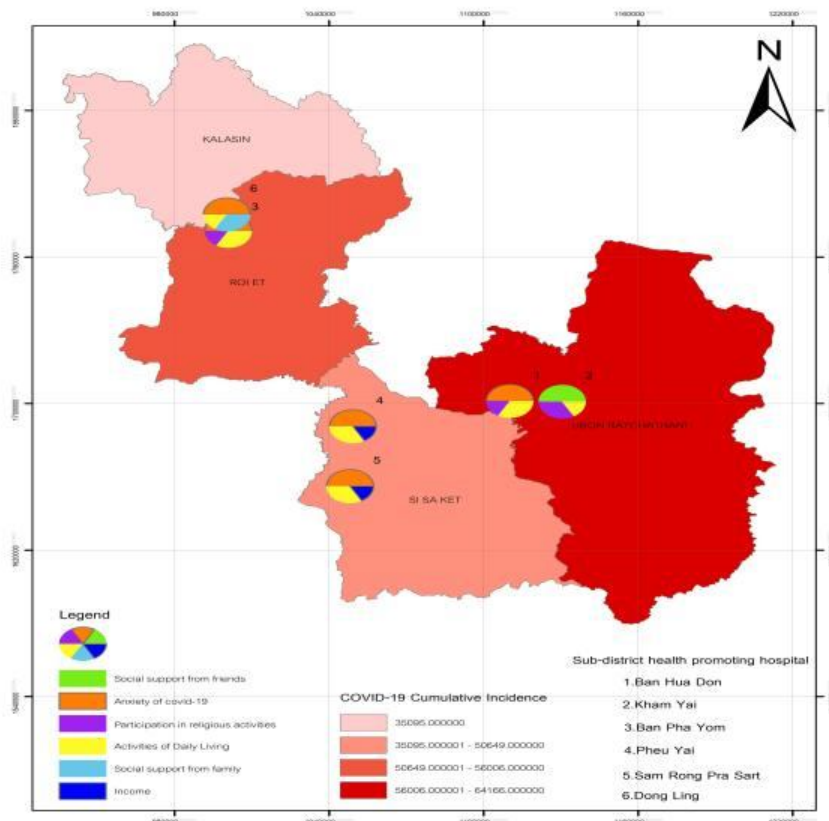 N
KALASIN
6
3
ROI ET
1
2
4
5
SI SA KET
Legend
Social support from friends
Anxiety of covid-19
Participation in religious activities
Activities of Daily Living
Social support from family
Income
COVID-19 Cumulative Incidence
35095.000000
35095.000001 - 50649.000000
50649.000001 - 56006.000000
56006.000001 - 64166.000000
Sub-district health promoting hospital
1.Ban Hua Don
2.Kham Yai
3.Ban Pha Yom
4.Pheu Yai
5.Sam Rong Pra Sart
6.Dong Ling